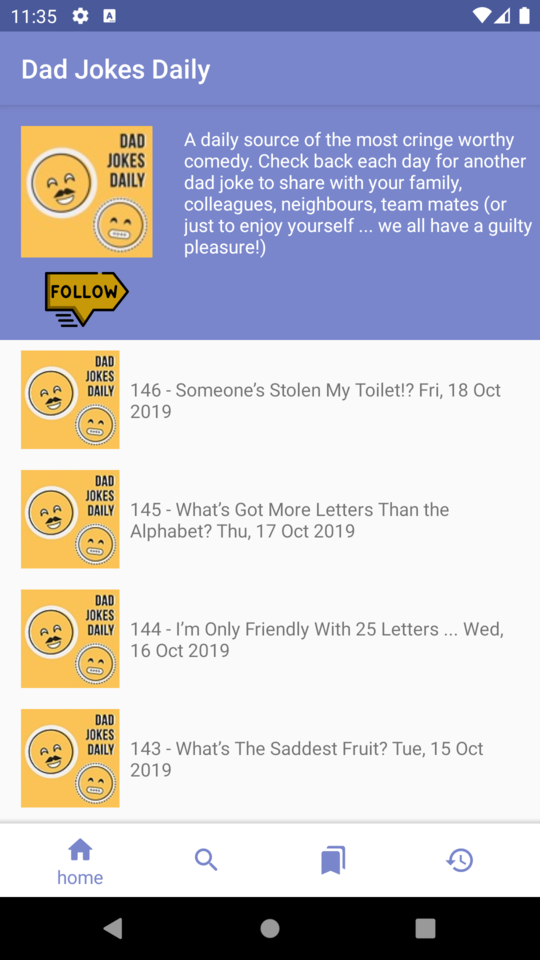 11:35
A
Dad Jokes Daily
DAD
JOKES
DAILY
A daily source of the most cringe worthy
comedy. Check back each day for another
dad joke to share with your family,
colleagues, neighbours, team mates (or
just to enjoy yourself ... we all have a guilty
pleasure!)
FOLLOW
DAD
JOKES
DAILY
146 - Someone’s Stolen My Toilet!? Fri, 18 Oct
2019
DAD
JOKES
DAILY
145 - What’s Got More Letters Than the
Alphabet? Thu, 17 Oct 2019
DAD
JOKES
DAILY
144 - I’m Only Friendly With 25 Letters ... Wed,
16 Oct 2019
DAD
JOKES
DAILY
143 - What’s The Saddest Fruit? Tue, 15 Oct
2019
home